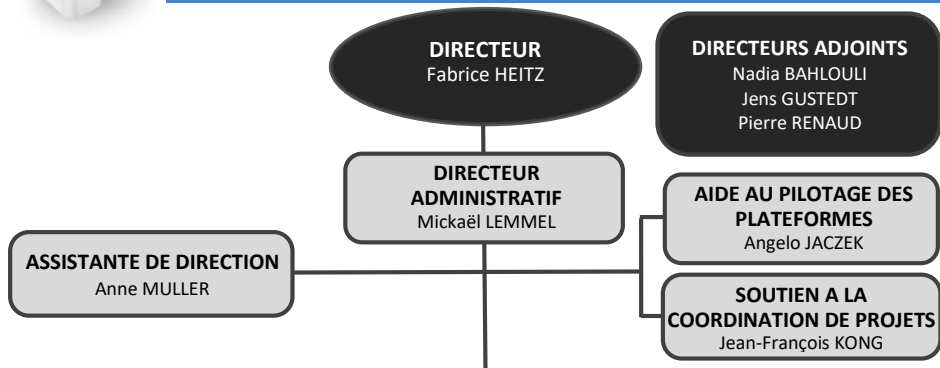 DIRECTEUR
Fabrice HEITZ
DIRECTEURS ADJOINTS
Nadia BAHLOULI
Jens GUSTEDT
Pierre RENAUD
DIRECTEUR
ADMINISTRATIF
Mickaël LEMMEL
AIDE AU PILOTAGE DES
PLATEFORMES
Angelo JACZEK
ASSISTANTE DE DIRECTION
Anne MULLER
SOUTIEN A LA
COORDINATION DE PROJETS
Jean-François KONG